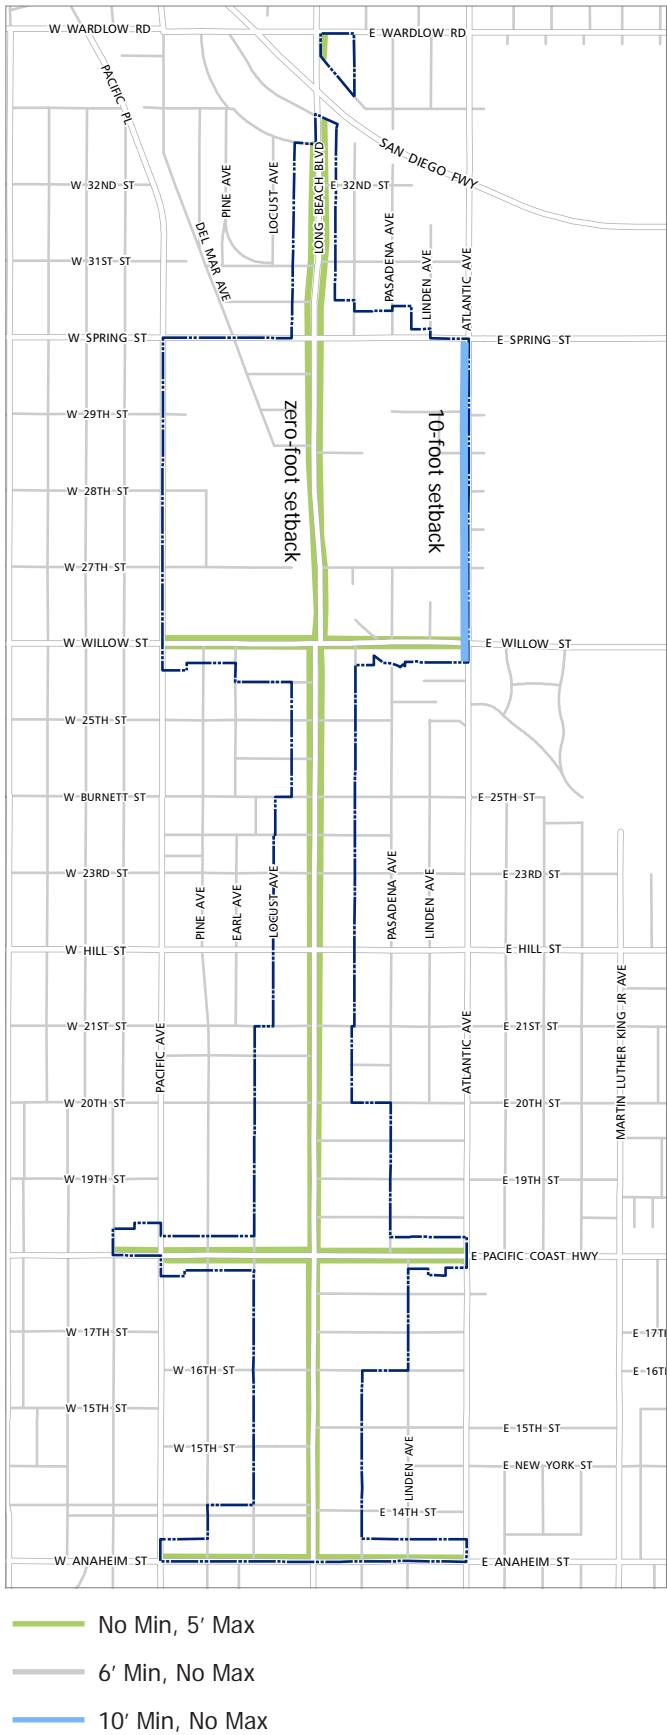 W WARDLOW RD
E WARDLOW RD
PACIFIC PL
SAN DIEGO FWY
LONG BEACH BLVD
W 32ND ST
PINE AVE
LOCUST AVE
E 32ND ST
DEL MAR AVE
PASADENA AVE
LINDEN AVE
ATLANTIC AVE
W 31ST ST
W SPRING ST
E SPRING ST
W 29TH ST
zero-foot setback
10-foot setback
W 28TH ST
W 27TH ST
W WILLOW ST
E WILLOW ST
W 25TH ST
W BURNETT ST
E 25TH ST
W 23RD ST
E 23RD ST
PINE AVE
EARL AVE
LOCUST AVE
PASADENA AVE
LINDEN AVE
W HILL ST
E HILL ST
MARTIN LUTHER KING JR AVE
W 21ST ST
E 21ST ST
PACIFIC AVE
ATLANTIC AVE
W 20TH ST
E 20TH ST
W 19TH ST
E 19TH ST
E PACIFIC COAST HWY
W 17TH ST
E 17TH
W 16TH ST
E 16TH
W 15TH ST
E 15TH ST
W 15TH ST
LINDEN AVE
E NEW YORK ST
E 14TH ST
W ANAHEIM ST
E ANAHEIM ST
No Min, 5’ Max
6’ Min, No Max
10’ Min, No Max